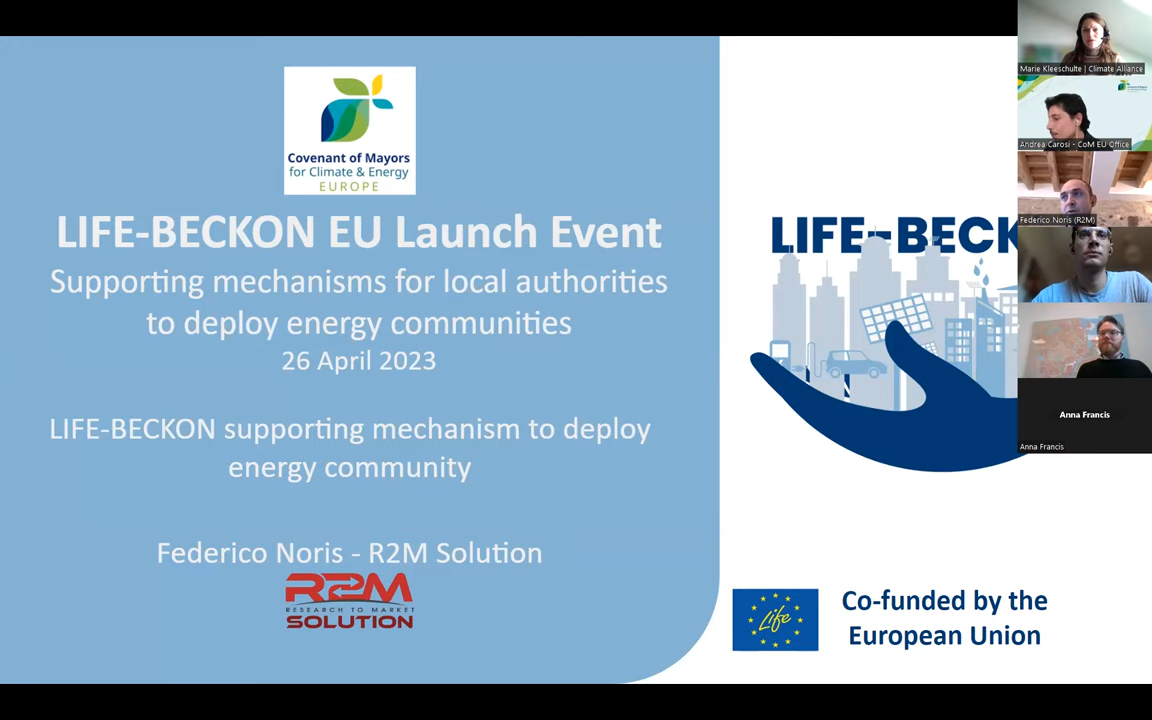 Covenant of Mayors
for Climate & Energy
EUROPE
LIFE-BECKON EU Launch Event
Supporting mechanisms for local authorities
to deploy energy communities
26 April 2023
LIFE-BECKON supporting mechanism to deploy
energy community
Federico Noris - R2M Solution
R2M
RESEARCH TO MARKET
SOLUTION
LIFE-BECK
Life
Co-funded by the
European Union
Marie Kleeschulte | Climate Alliance
Andrea Carosi - CoM EU Office
Federico Noris (R2M)
Anna Francis
Anna Francis